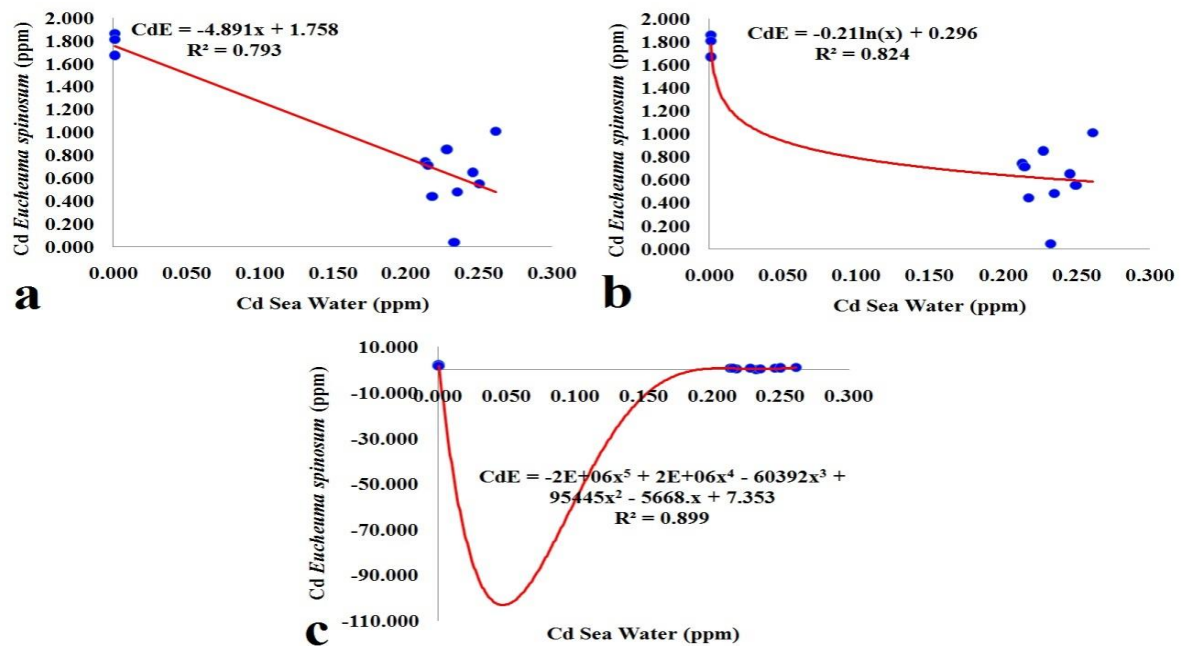 2.000
1.800
1.600
1.400
1.200
1.000
0.800
0.600
0.400
0.200
0.000
Cd Eucheuma spinosum (ppm)
CdE = -4.891x + 1.758
R² = 0.793
0.000 0.050 0.100 0.150 0.200 0.250 0.300
Cd Sea Water (ppm)
a
2.000
1.800
1.600
1.400
1.200
1.000
0.800
0.600
0.400
0.200
0.000
Cd Eucheuma spinosum (ppm)
CdE = -0.21ln(x) + 0.296
R² = 0.824
0.000 0.050 0.100 0.150 0.200 0.250 0.300
Cd Sea Water (ppm)
b
10.000
-10.000
-30.000
-50.000
-70.000
-90.000
-110.000
Cd Eucheuma spinosum (ppm)
0.000 0.050 0.100 0.150 0.200 0.250 0.300
CdE = -2E+06x⁵ + 2E+06x⁴ - 60392x³ +
95445x² - 5668.x + 7.353
R² = 0.899
Cd Sea Water (ppm)
c